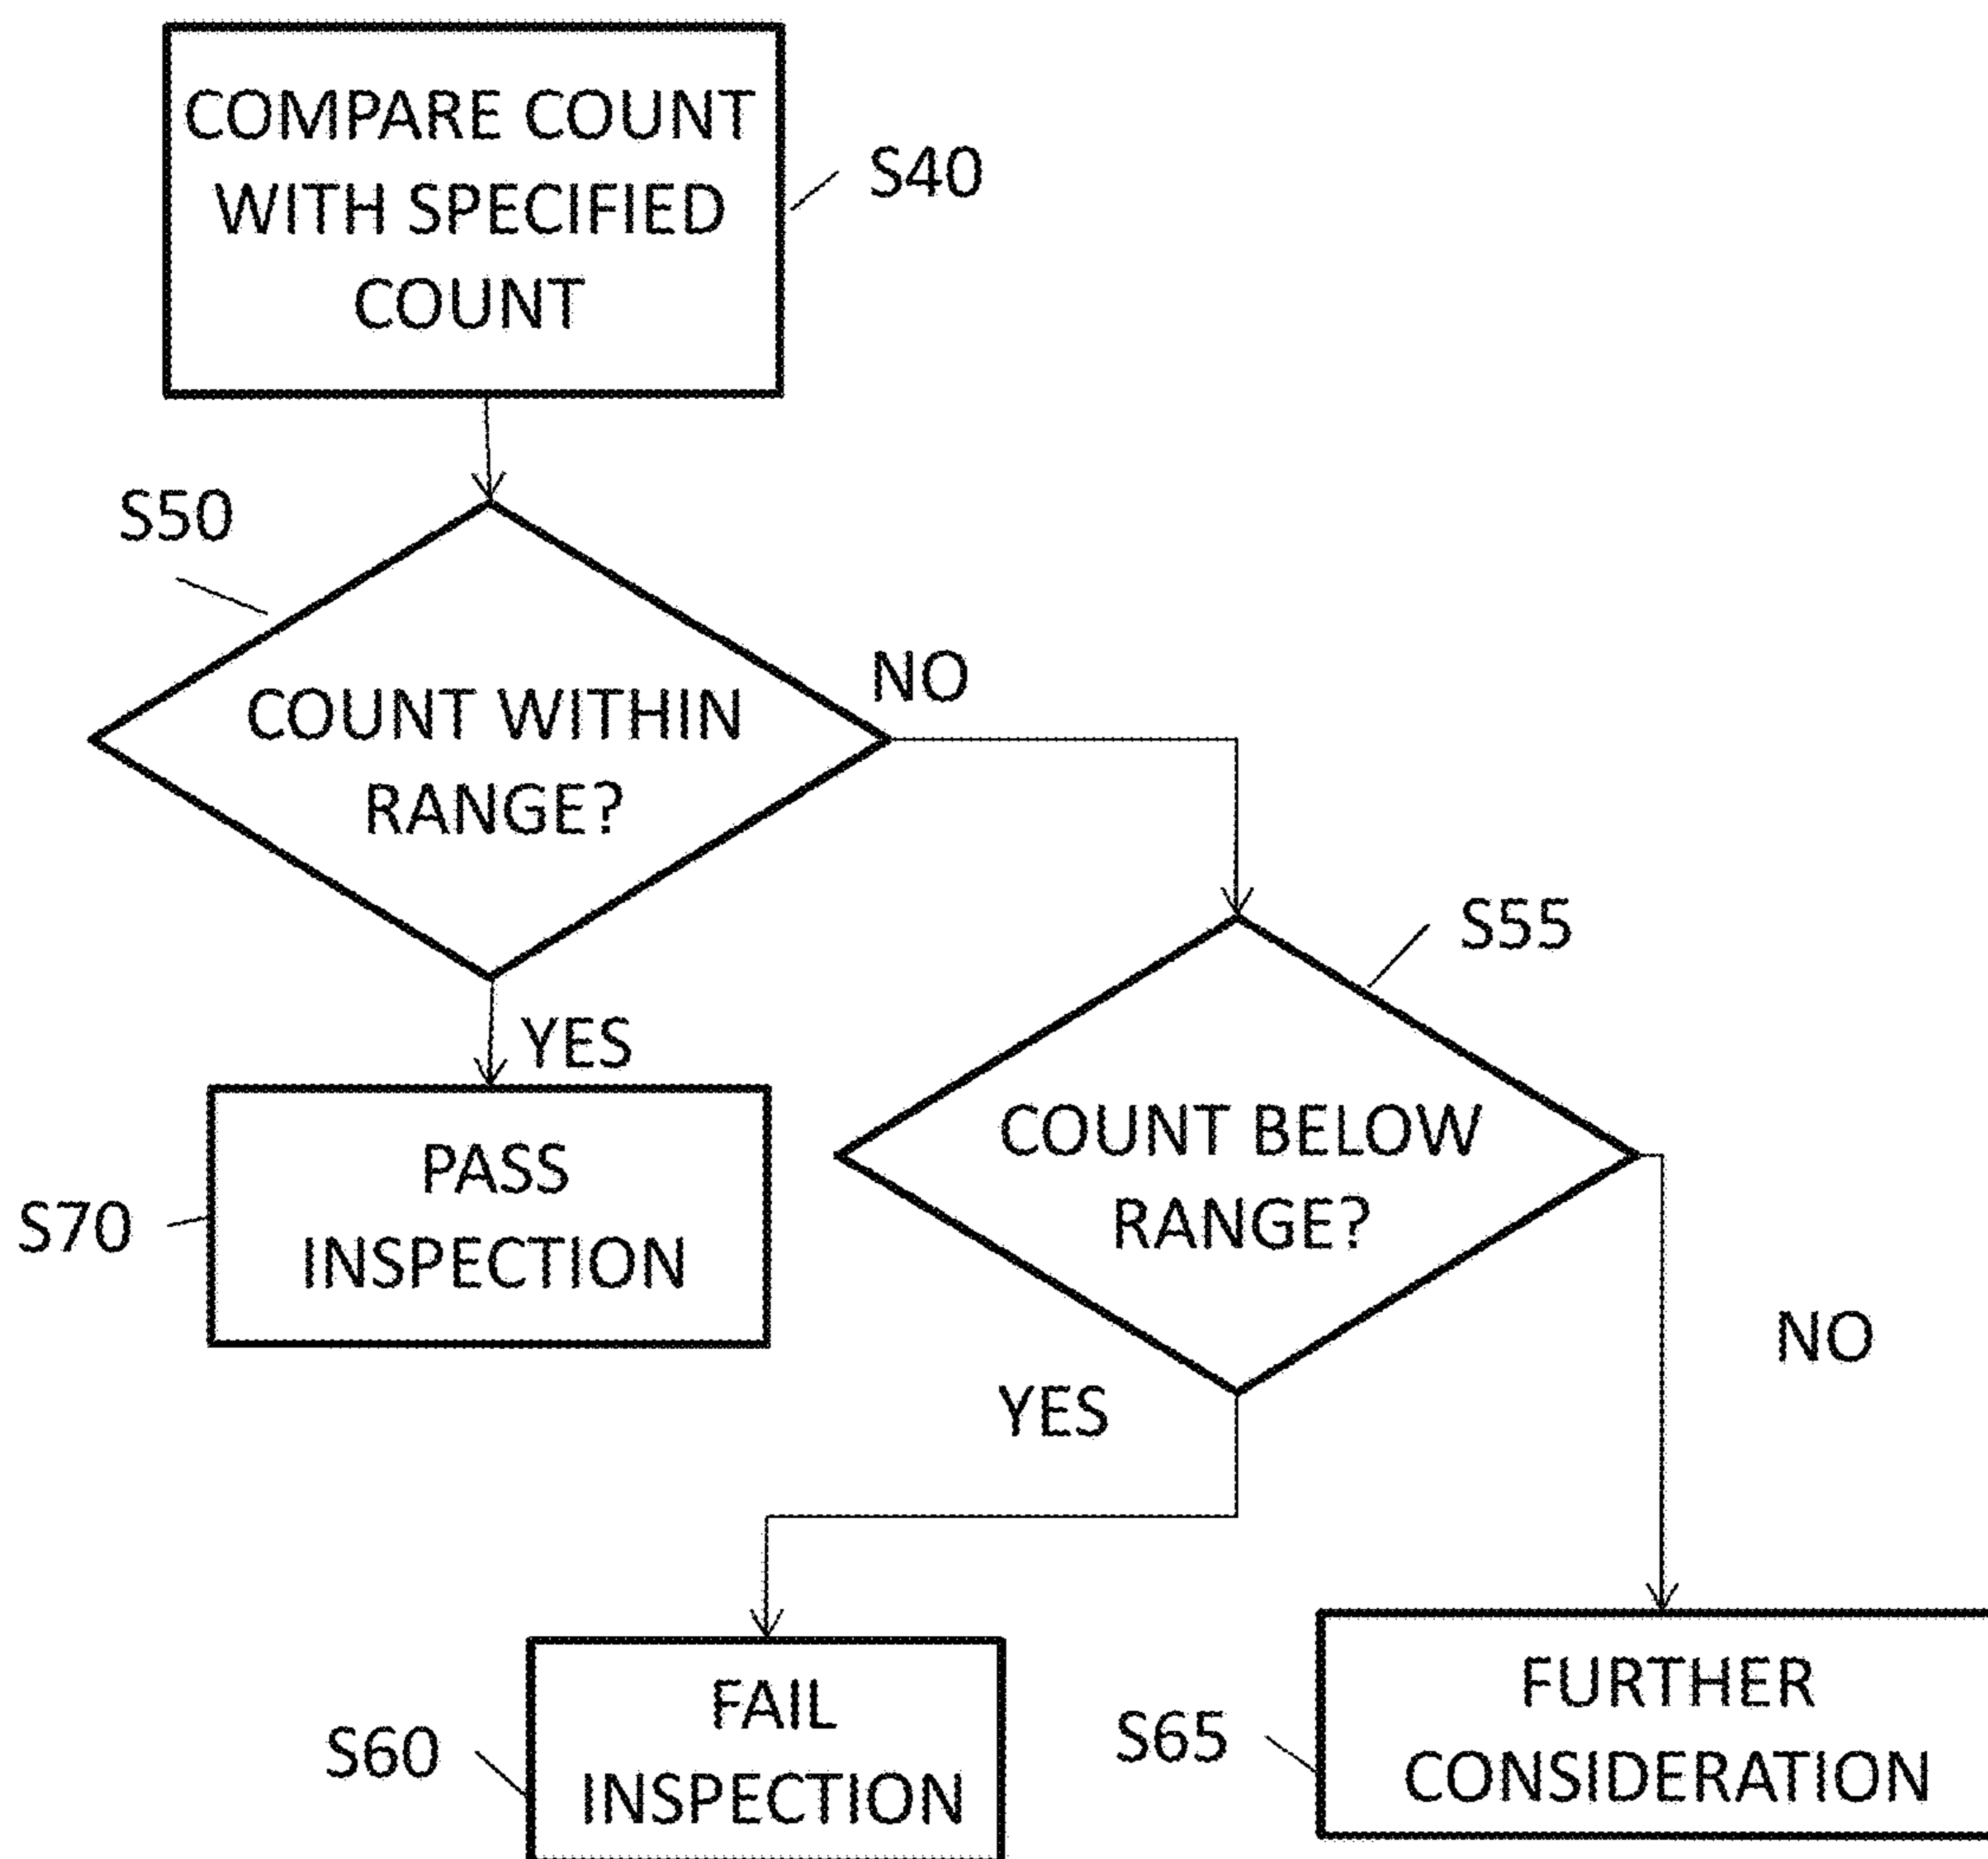 COMPARE COUNT
WITH SPECIFIED
COUNT
S40
S50
COUNT WITHIN
RANGE?
NO
YES
S55
COUNT BELOW
RANGE?
PASS
INSPECTION
S70
YES
NO
FAIL
INSPECTION
S60
FURTHER
CONSIDERATION
S65